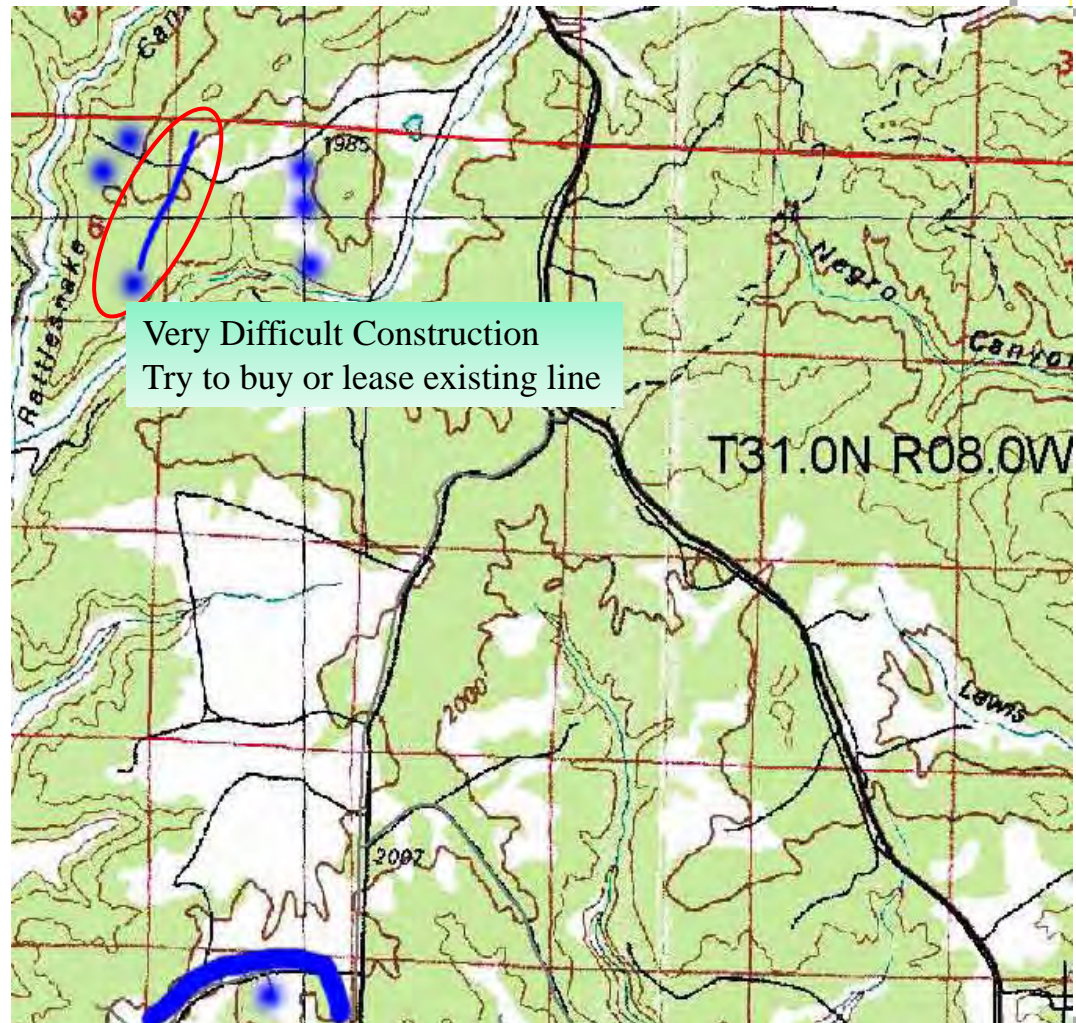 Can
3
1985
Rattlesnake
Negro
Canyon
Very Difficult Construction
Try to buy or lease existing line
T31.0N R08.0W
2000
Lewis
2007